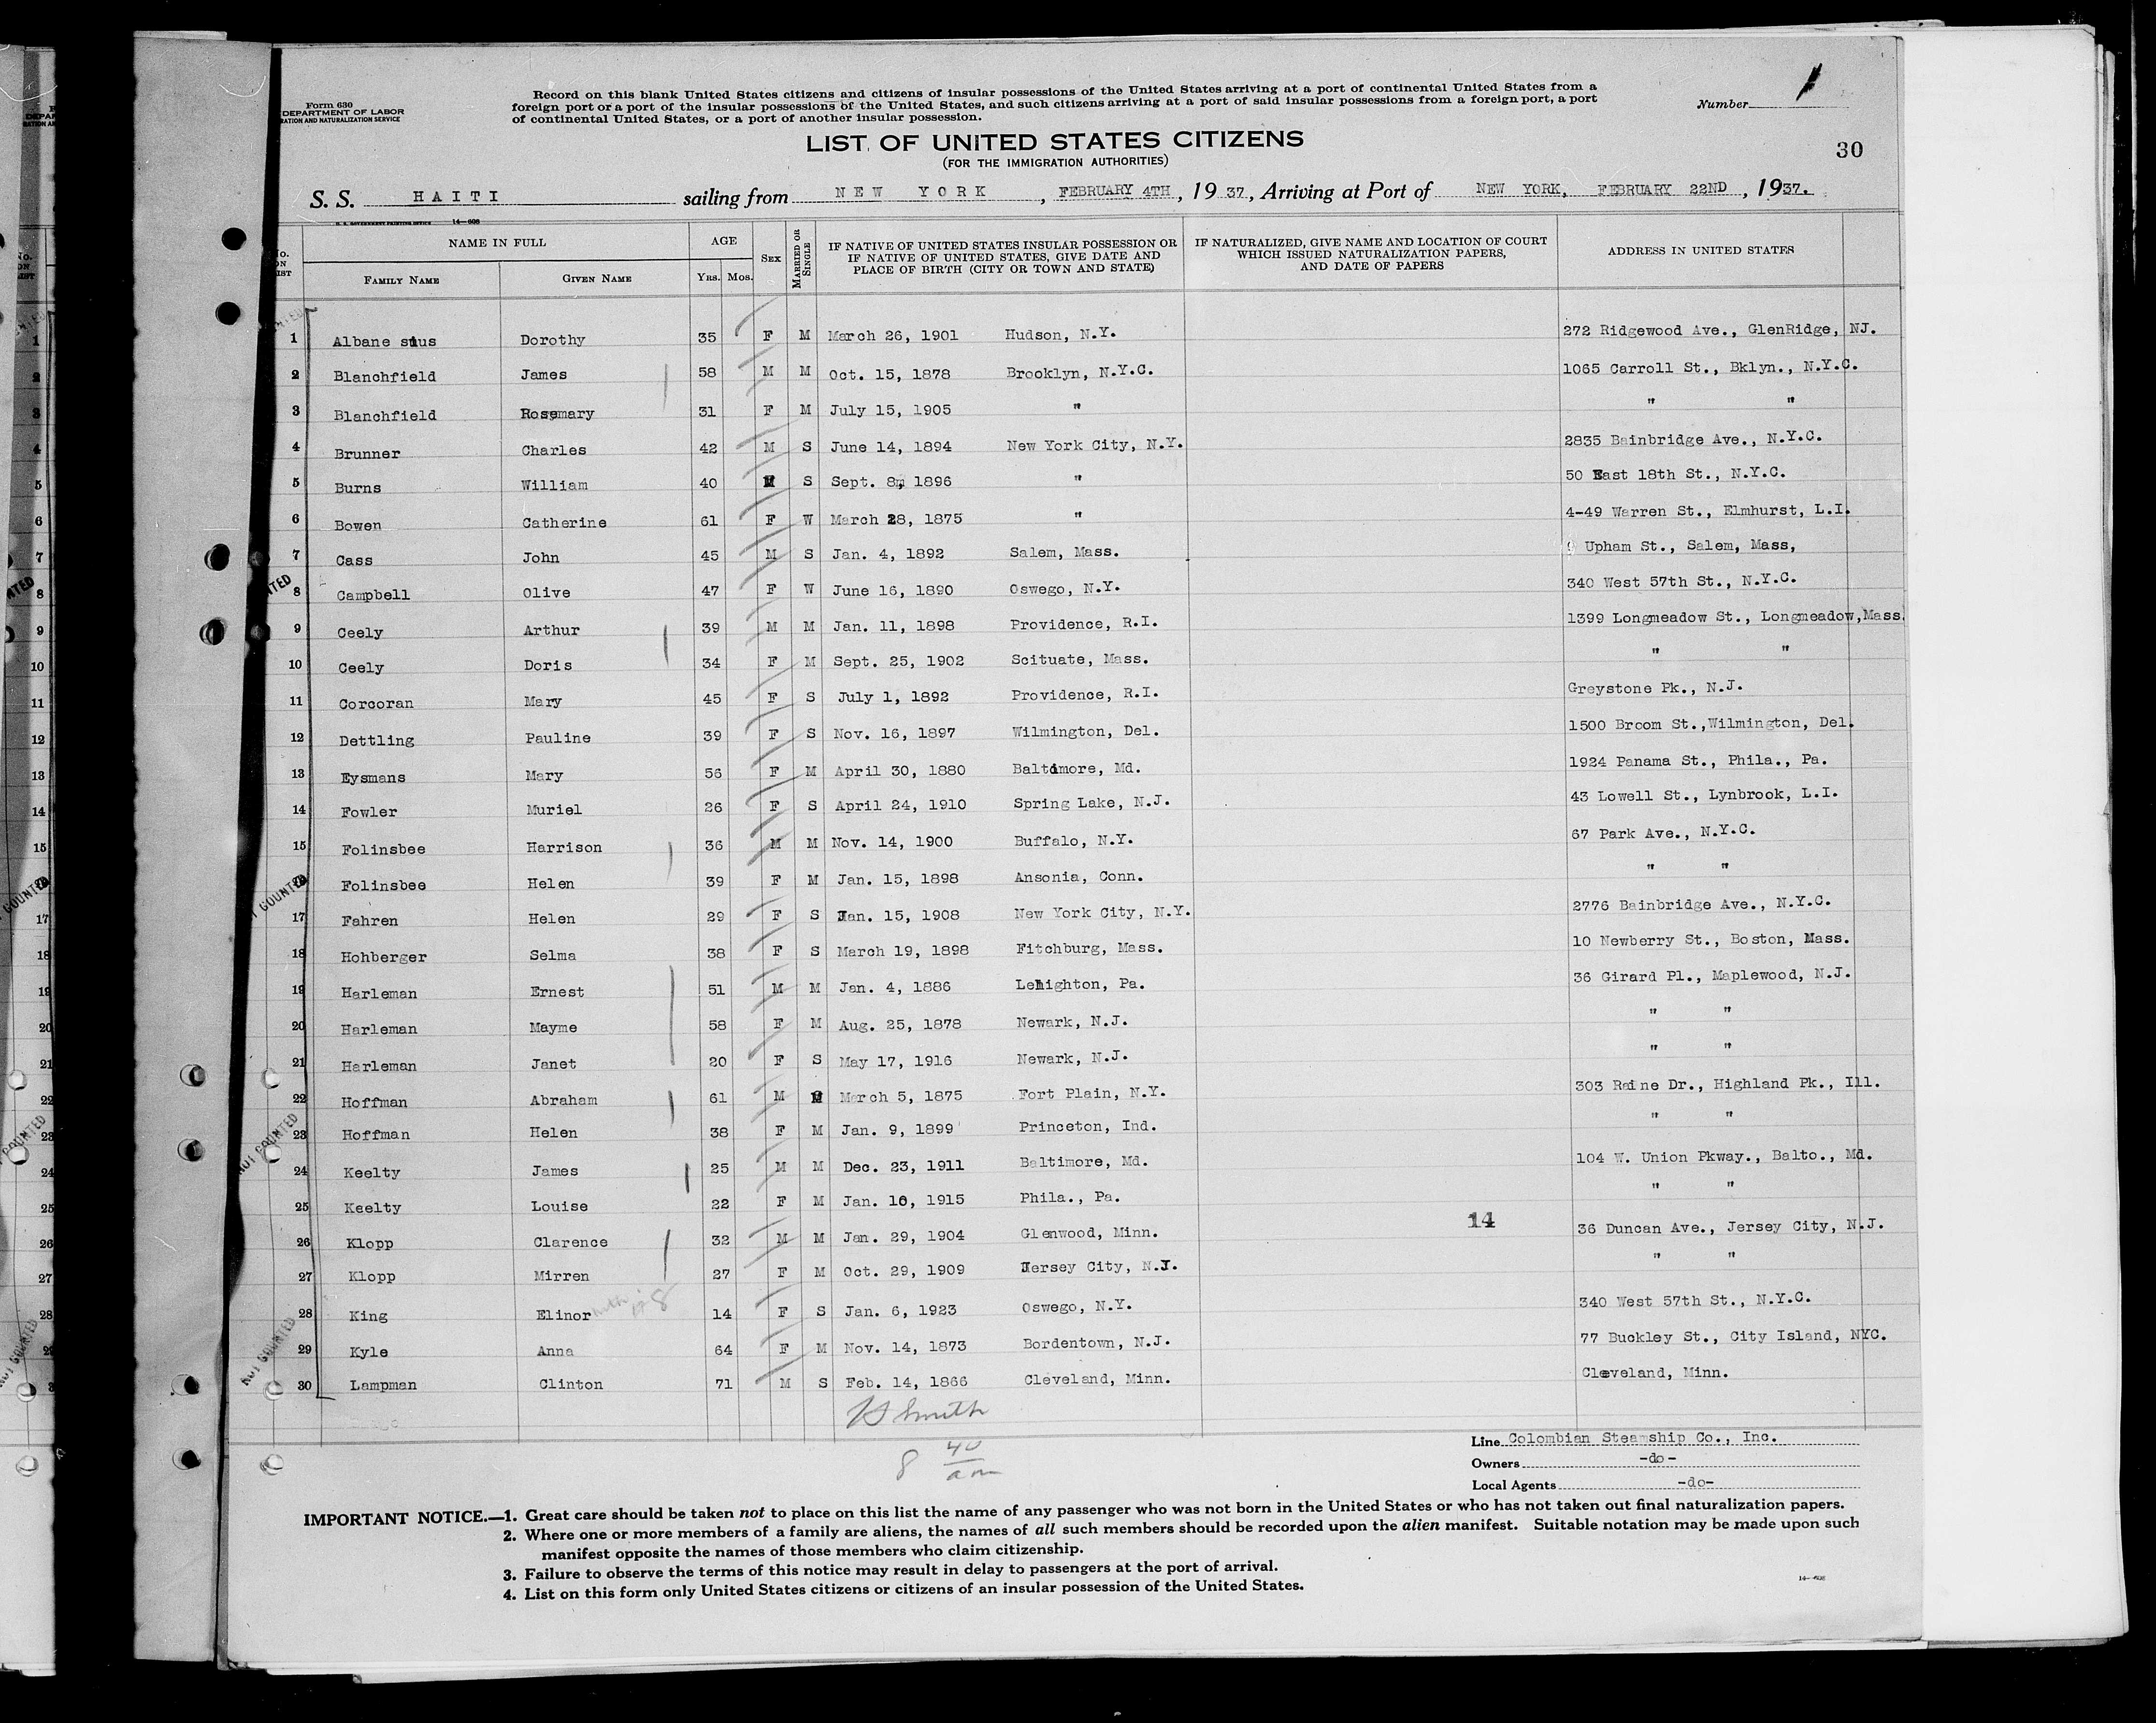 Form 630
DEPARTMENT OF LABOR
RATION AND NATURALIZATION SERVICE
Record on this blank United States citizens and citizens of insular possessions of the United States arriving at a port of continental United States from a
foreign port or a port of the insular possessions of the United States, and such citizens arriving at a port of said insular possessions from a foreign port, a port
of continental United States, or a port of another insular possession.
Number 1
LIST OF UNITED STATES CITIZENS
(FOR THE IMMIGRATION AUTHORITIES)
30
S. S. HAITI sailing from NEW YORK, FEBRUARY 4TH, 1937, Arriving at Port of NEW YORK, FEBRUARY 22ND, 1937.
U. S. GOVERNMENT PRINTING OFFICE 14—608
No. ON LIST NAME IN FULL FAMILY NAME GIVEN NAME AGE YRS. MOS. SEX MARRIED OR SINGLE IF NATIVE OF UNITED STATES INSULAR POSSESSION OR IF NATIVE OF UNITED STATES, GIVE DATE AND PLACE OF BIRTH (CITY OR TOWN AND STATE) IF NATURALIZED, GIVE NAME AND LOCATION OF COURT WHICH ISSUED NATURALIZATION PAPERS, AND DATE OF PAPERS ADDRESS IN UNITED STATES
1 Albane sius Dorothy 35 F M March 26, 1901 Hudson, N.Y. 272 Ridgewood Ave., GlenRidge, NJ.
2 Blanchfield James 58 M M Oct. 15, 1878 Brooklyn, N.Y.C. 1065 Carroll St., Bklyn., N.Y.C.
3 Blanchfield Rosemary 31 F M July 15, 1905 " " "
4 Brunner Charles 42 M S June 14, 1894 New York City, N.Y. 2835 Bainbridge Ave., N.Y.C.
5 Burns William 40 M S Sept. 8, 1896 " 50 East 18th St., N.Y.C.
6 Bowen Catherine 61 F W March 28, 1875 " 4-49 Warren St., Elmhurst, L.I.
7 Cass John 45 M S Jan. 4, 1892 Salem, Mass. Upham St., Salem, Mass,
8 Campbell Olive 47 F W June 16, 1890 Oswego, N.Y. 340 West 57th St., N.Y.C.
9 Ceely Arthur 39 M M Jan. 11, 1898 Providence, R.I. 1399 Longmeadow St., Longmeadow,Mass.
10 Ceely Doris 34 F M Sept. 25, 1902 Scituate, Mass. " "
11 Corcoran Mary 45 F S July 1, 1892 Providence, R.I. Greystone Pk., N.J.
12 Dettling Pauline 39 F S Nov. 16, 1897 Wilmington, Del. 1500 Broom St.,Wilmington, Del.
13 Eysmans Mary 56 F M April 30, 1880 Baltimore, Md. 1924 Panama St., Phila., Pa.
14 Fowler Muriel 26 F S April 24, 1910 Spring Lake, N.J. 43 Lowell St., Lynbrook, L.I.
15 Folinsbee Harrison 36 M M Nov. 14, 1900 Buffalo, N.Y. 67 Park Ave., N.Y.C.
Folinsbee Helen 39 F M Jan. 15, 1898 Ansonia, Conn. " "
17 Fahren Helen 29 F S Jan. 15, 1908 New York City, N.Y. 2776 Bainbridge Ave., N.Y.C.
18 Hohberger Selma 38 F S March 19, 1898 Fitchburg, Mass. 10 Newberry St., Boston, Mass.
19 Harleman Ernest 51 M M Jan. 4, 1886 Lehighton, Pa. 36 Girard Pl., Maplewood, N.J.
20 Harleman Mayme 58 F M Aug. 25, 1878 Newark, N.J. " "
21 Harleman Janet 20 F S May 17, 1916 Newark, N.J. " "
22 Hoffman Abraham 61 M M March 5, 1875 Fort Plain, N.Y. 303 Raine Dr., Highland Pk., Ill.
23 Hoffman Helen 38 F M Jan. 9, 1899 Princeton, Ind. " "
24 Keelty James 25 M M Dec. 23, 1911 Baltimore, Md. 104 W. Union Pkway., Balto., Md.
25 Keelty Louise 22 F M Jan. 10, 1915 Phila., Pa. " "
14
26 Klopp Clarence 32 M M Jan. 29, 1904 Glenwood, Minn. 36 Duncan Ave., Jersey City, N.J.
27 Klopp Mirren 27 F M Oct. 29, 1909 Jersey City, N.J. " "
28 King Elinor 8 14 F S Jan. 6, 1923 Oswego, N.Y. 340 West 57th St., N.Y.C.
29 Kyle Anna 64 F M Nov. 14, 1873 Bordentown, N.J. 77 Buckley St., City Island, NYC.
30 Lampman Clinton 71 M S Feb. 14, 1866 Cleveland, Minn. Cleveland, Minn.
NOT COUNTED
H Smith
8 40 am
Line Colombian Steamship Co., Inc.
Owners -do-
Local Agents -do-
IMPORTANT NOTICE.—1. Great care should be taken not to place on this list the name of any passenger who was not born in the United States or who has not taken out final naturalization papers.
2. Where one or more members of a family are aliens, the names of all such members should be recorded upon the alien manifest. Suitable notation may be made upon such
manifest opposite the names of those members who claim citizenship.
3. Failure to observe the terms of this notice may result in delay to passengers at the port of arrival.
4. List on this form only United States citizens or citizens of an insular possession of the United States.
14—608